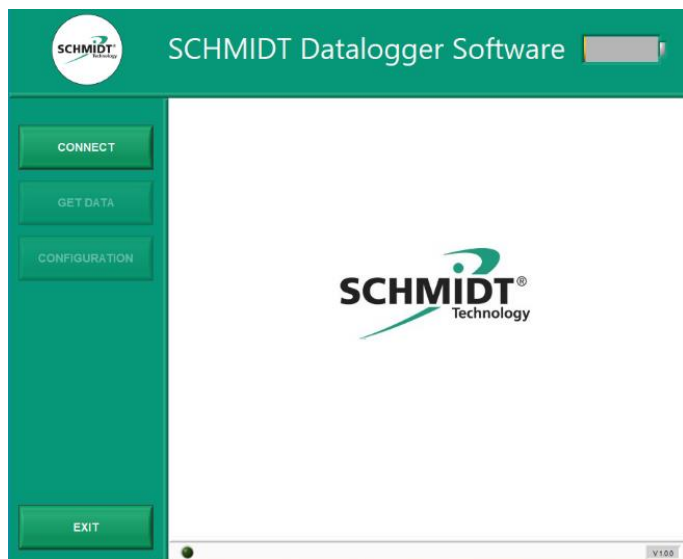 SCHMIDT
Technology
SCHMIDT Datalogger Software
CONNECT
GET DATA
CONFIGURATION
SCHMIDT®
Technology
EXIT
V 1.0.0